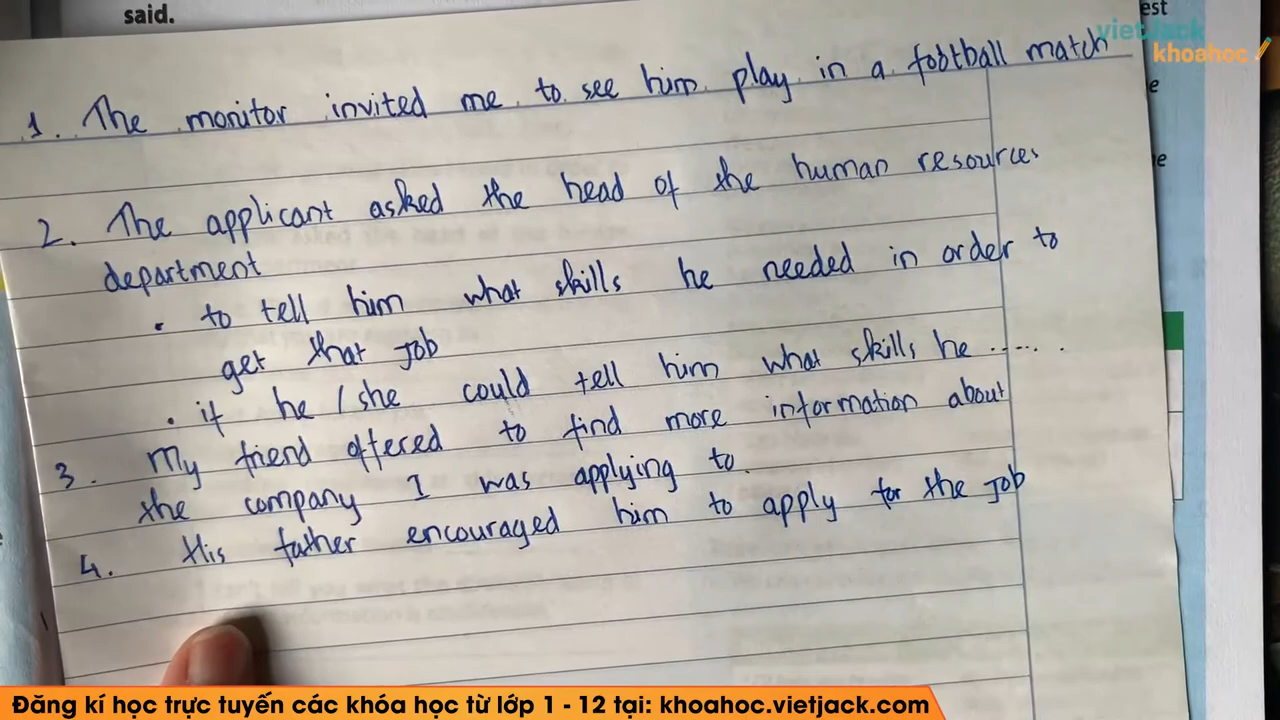 said.
est
vietjack
khoahoc
e
e
1. The monitor invited me to see him play in a football match
2. The applicant asked the head of the human resources
department
• to tell him what skills he needed in order to
get that job
• if he / she could tell him what skills he ......
3. My friend offered to find more information about
the company I was applying to.
4. His father encouraged him to apply for the job
Đăng kí học trực tuyến các khóa học từ lớp 1 - 12 tại: khoahoc.vietjack.com